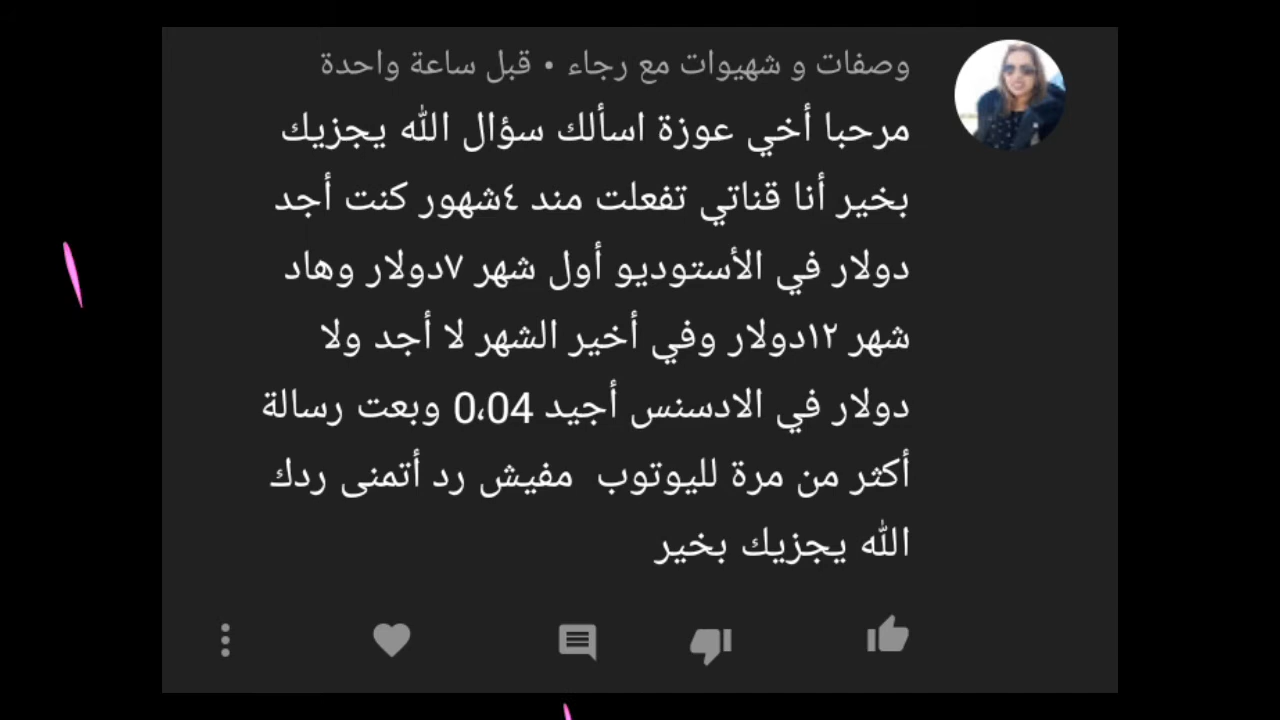 وصفات و شهيوات مع رجاء • قبل ساعة واحدة
مرحبا أخي عوزة اسألك سؤال الله يجزيك
بخير أنا قناتي تفعلت مند ٤شهور كنت أجد
دولار في الأستوديو أول شهر ٧دولار وهاد
شهر ١٢دولار وفي أخير الشهر لا أجد ولا
دولار في الادسنس أجيد 0،04 وبعت رسالة
أكثر من مرة لليوتوب  مفيش رد أتمنى ردك
الله يجزيك بخير